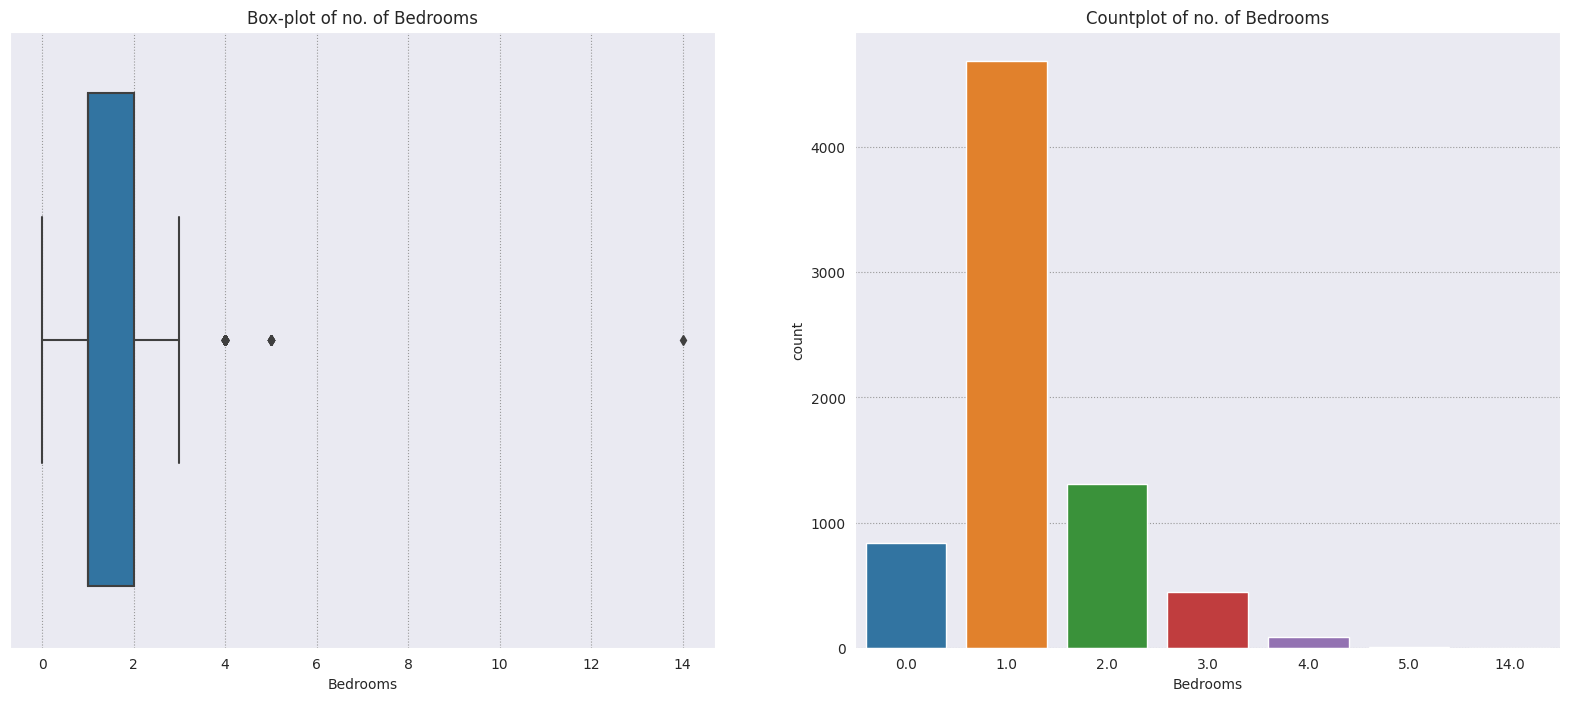 Box-plot of no. of Bedrooms
0 2 4 6 8 10 12 14
Bedrooms
Countplot of no. of Bedrooms
4000
3000
2000
1000
0
count
0.0 1.0 2.0 3.0 4.0 5.0 14.0
Bedrooms